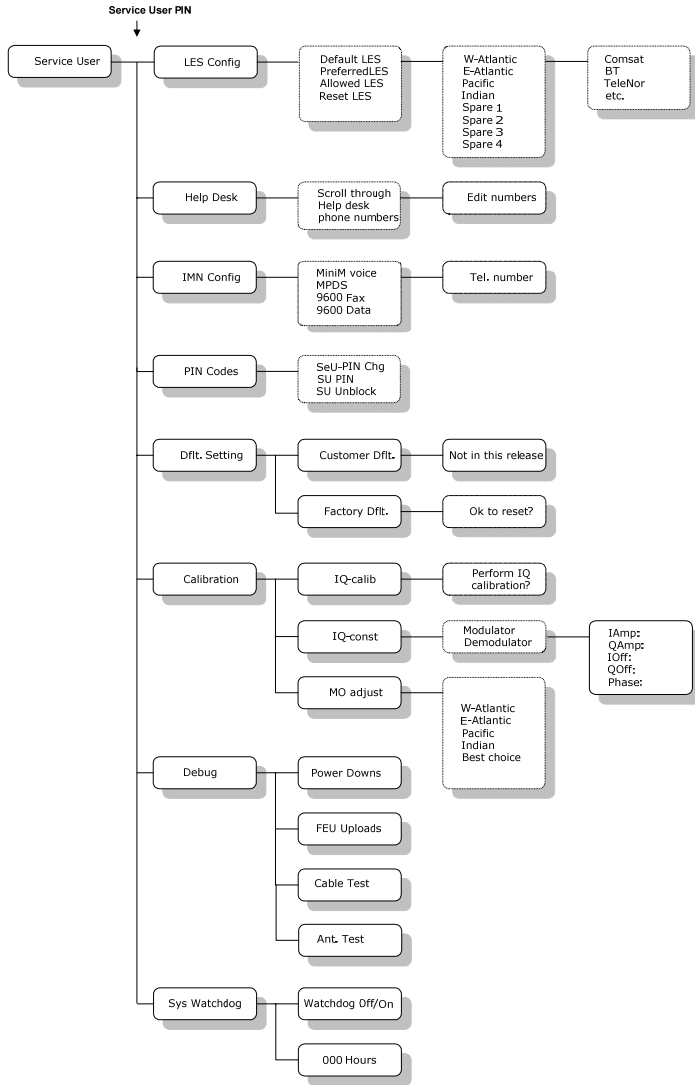 Service User PIN
Service User
LES Config
Default LES
PreferredLES
Allowed LES
Reset LES
W-Atlantic
E-Atlantic
Pacific
Indian
Spare 1
Spare 2
Spare 3
Spare 4
Comsat
BT
TeleNor
etc.
Help Desk
Scroll through
Help desk
phone numbers
Edit numbers
IMN Config
MiniM voice
MPDS
9600 Fax
9600 Data
Tel. number
PIN Codes
SeU-PIN Chg
SU PIN
SU Unblock
Dflt. Setting
Customer Dflt.
Not in this release
Factory Dflt.
Ok to reset?
Calibration
IQ-calib
Perform IQ
calibration?
IQ-const
Modulator
Demodulator
IAmp:
QAmp:
IOff:
QOff:
Phase:
MO adjust
W-Atlantic
E-Atlantic
Pacific
Indian
Best choice
Debug
Power Downs
FEU Uploads
Cable Test
Ant. Test
Sys Watchdog
Watchdog Off/On
000 Hours